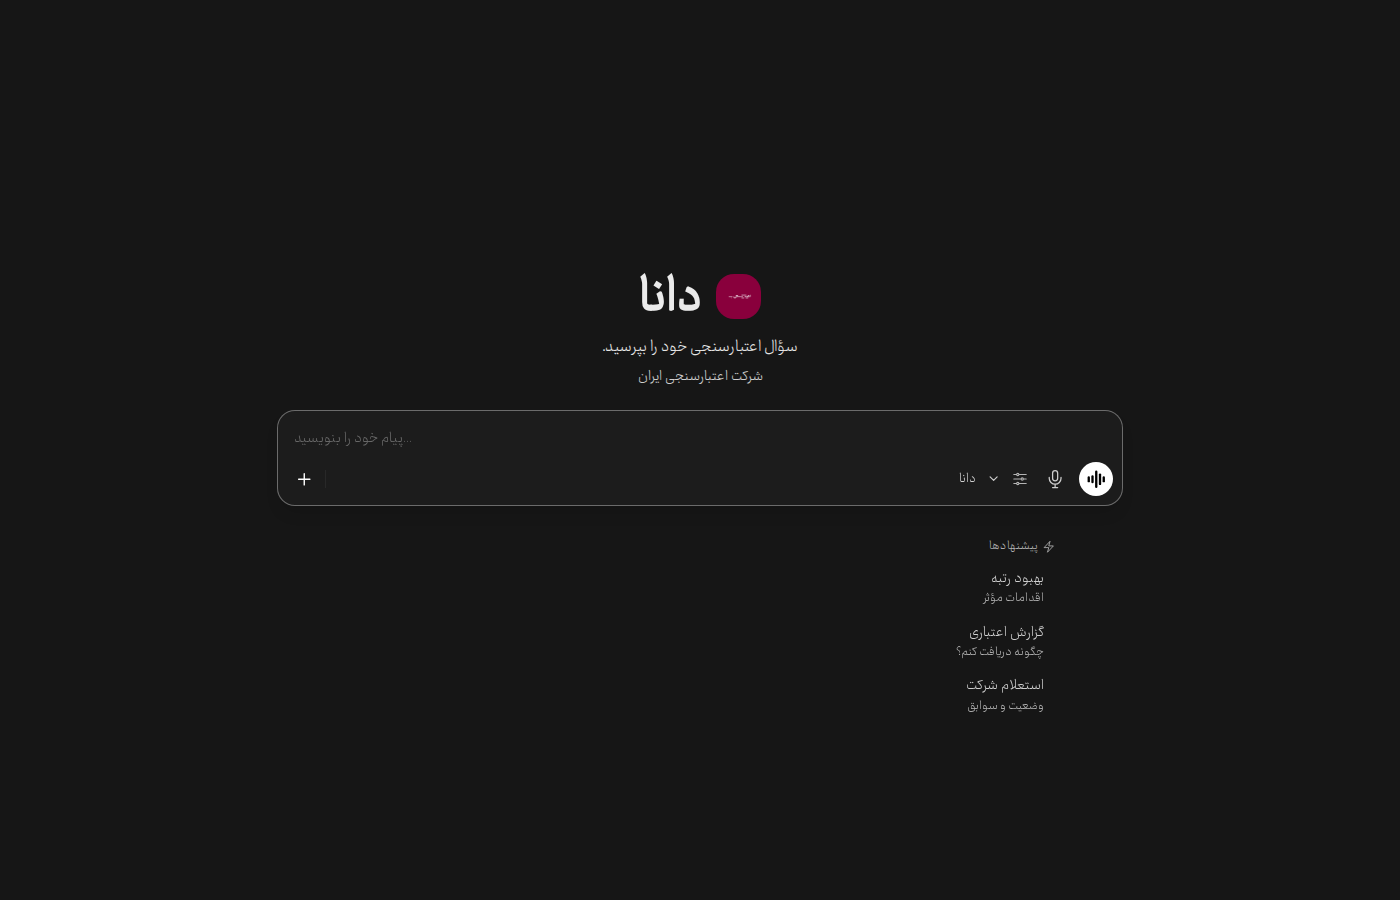 دانا
سؤال اعتبارسنجی خود را بپرسید.
شرکت اعتبارسنجی ایران
پیام خود را بنویسید...
دانا
پیشنهادها
بهبود رتبه
اقدامات مؤثر
گزارش اعتباری
چگونه دریافت کنم؟
استعلام شرکت
وضعیت و سوابق